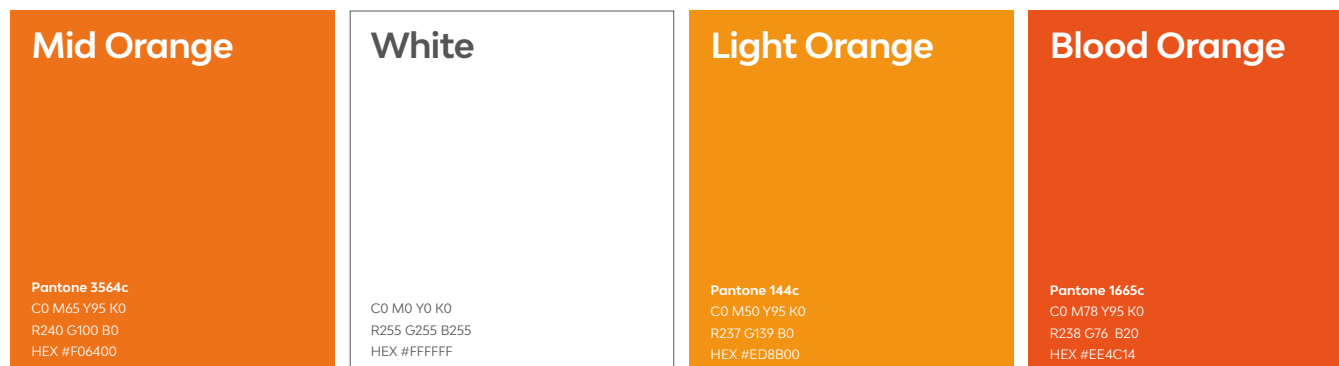 Mid Orange
Pantone 3564c
C0 M65 Y95 K0
R240 G100 B0
HEX #F06400
White
C0 M0 Y0 K0
R255 G255 B255
HEX #FFFFFF
Light Orange
Pantone 144c
C0 M50 Y95 K0
R237 G139 B0
HEX #ED8B00
Blood Orange
Pantone 1665c
C0 M78 Y95 K0
R238 G76 B20
HEX #EE4C14